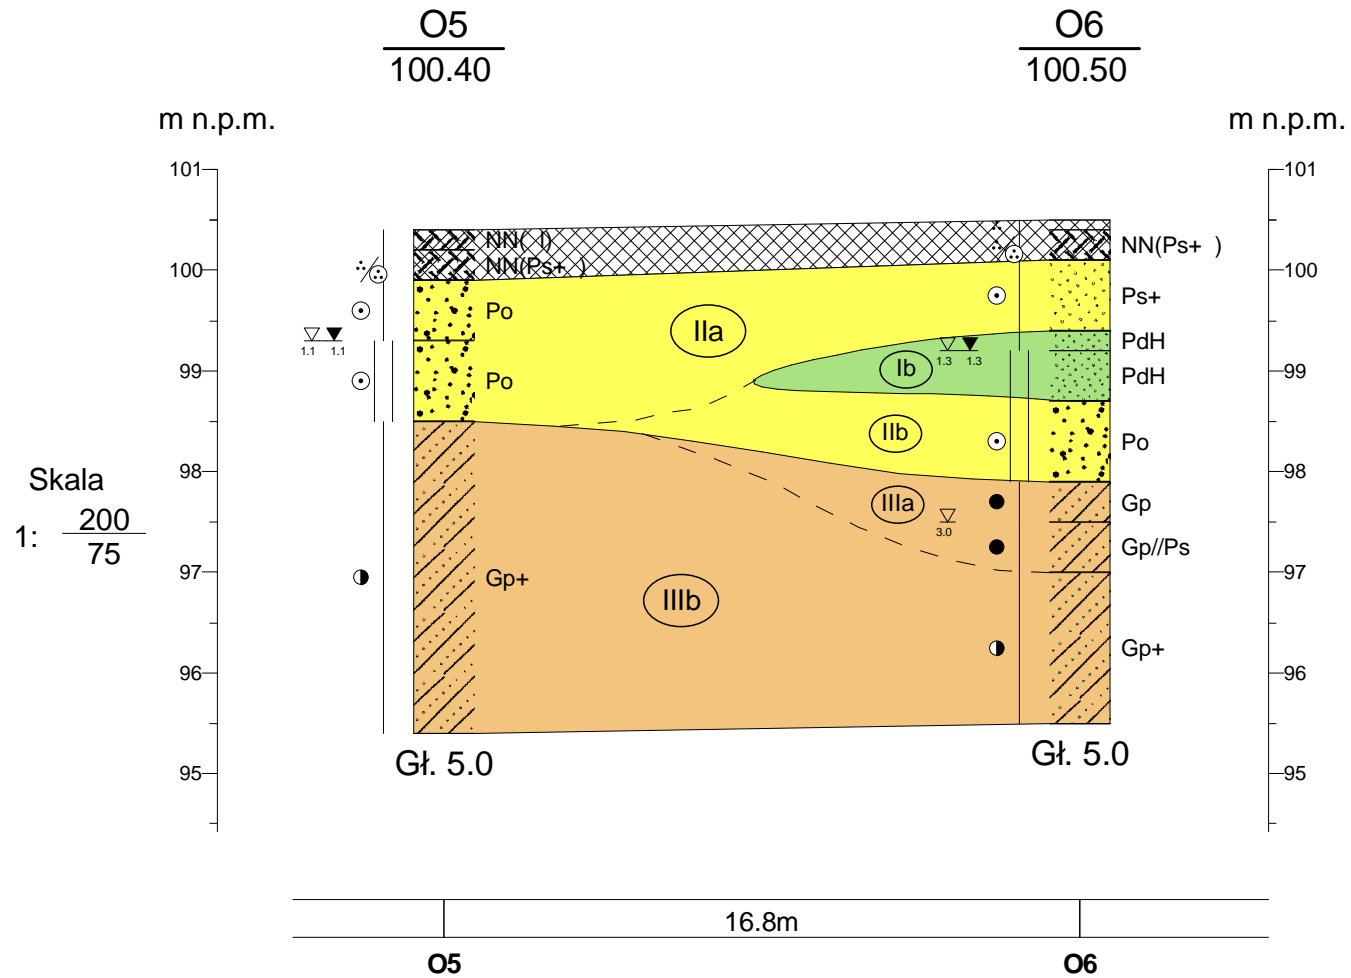 O5
100.40
O6
100.50
m n.p.m.
m n.p.m.
101
101
NN( I)
NN(Ps+ )
NN(Ps+ )
100
100
Po
Ps+
IIa
1.1 1.1
PdH
1.3 1.3
Ib
99
99
Po
PdH
IIb
Po
98
98
Skala
1: 200
75
IIIa
Gp
3.0
Gp//Ps
97
97
Gp+
IIIb
Gp+
96
96
Gł. 5.0
Gł. 5.0
95
95
16.8m
O5
O6